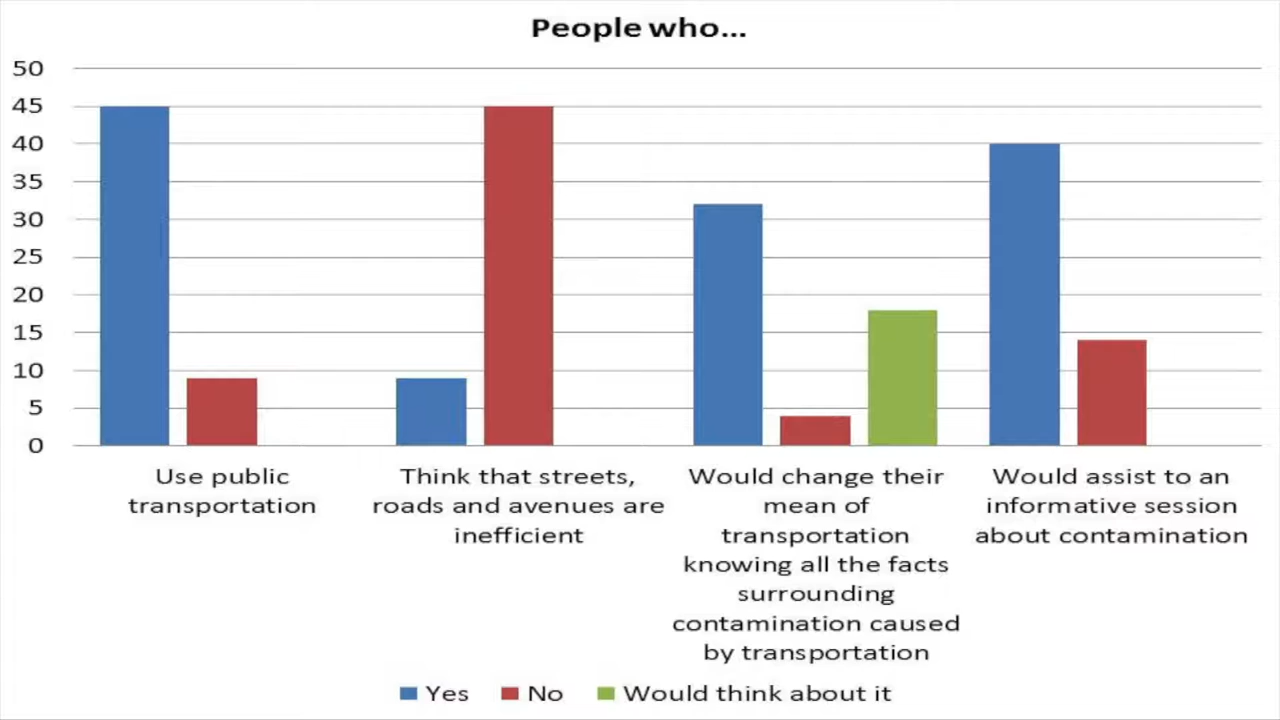 People who...
50
45
40
35
30
25
20
15
10
5
0
Use public
transportation
Think that streets,
roads and avenues are
inefficient
Would change their
mean of
transportation
knowing all the facts
surrounding
contamination caused
by transportation
Would assist to an
informative session
about contamination
Yes No Would think about it